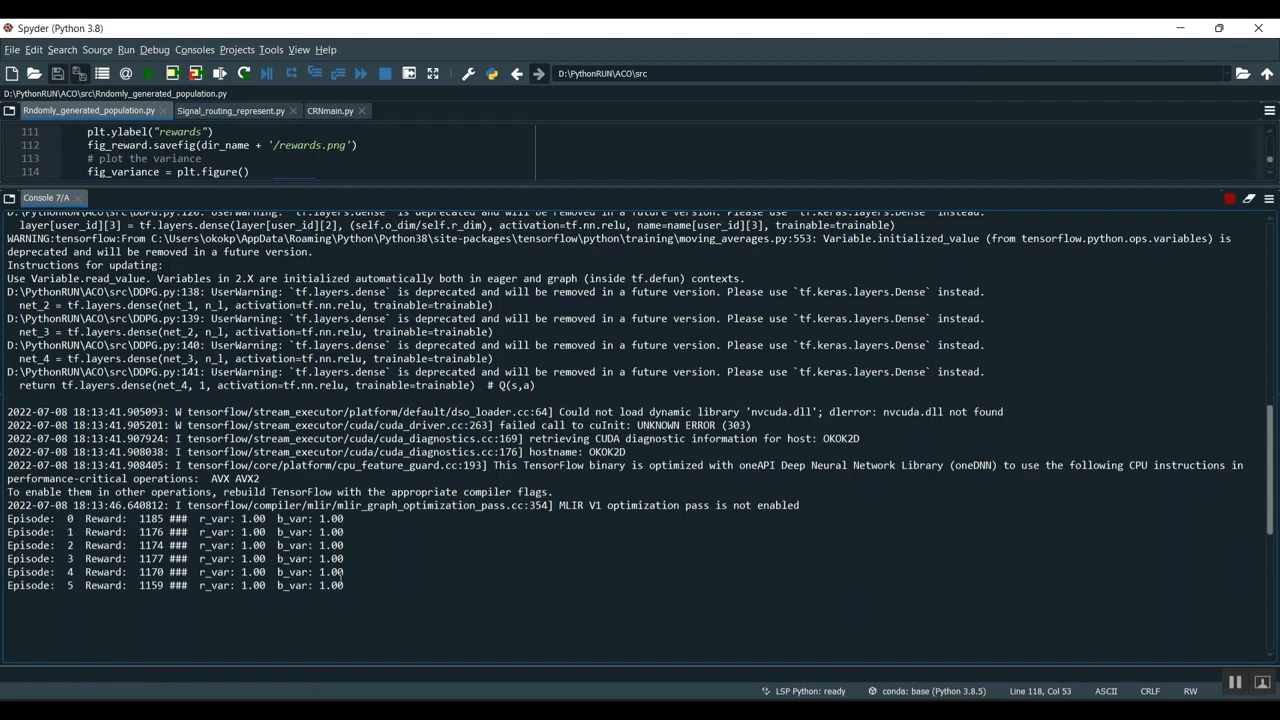 Spyder (Python 3.8)
File Edit Search Source Run Debug Consoles Projects Tools View Help
D:\PythonRUN\ACO\src
D:\PythonRUN\ACO\src\Rndomly_generated_population.py
Rndomly_generated_population.py Signal_routing_represent.py CRNmain.py
111 plt.ylabel("rewards")
112 fig_reward.savefig(dir_name + '/rewards.png')
113 # plot the variance
114 fig_variance = plt.figure()
Console 7/A
D:\PythonRUN\ACO\src\DDPG.py:120: UserWarning: `tf.layers.dense` is deprecated and will be removed in a future version. Please use `tf.keras.layers.Dense` instead.
layer[user_id][3] = tf.layers.dense(layer[user_id][2], (self.o_dim/self.r_dim), activation=tf.nn.relu, name=name[user_id][3], trainable=trainable)
WARNING:tensorflow:From C:\Users\okokp\AppData\Roaming\Python\Python38\site-packages\tensorflow\python\training\moving_averages.py:553: Variable.initialized_value (from tensorflow.python.ops.variables) is
deprecated and will be removed in a future version.
Instructions for updating:
Use Variable.read_value. Variables in 2.X are initialized automatically both in eager and graph (inside tf.defun) contexts.
D:\PythonRUN\ACO\src\DDPG.py:138: UserWarning: `tf.layers.dense` is deprecated and will be removed in a future version. Please use `tf.keras.layers.Dense` instead.
net_2 = tf.layers.dense(net_1, n_l, activation=tf.nn.relu, trainable=trainable)
D:\PythonRUN\ACO\src\DDPG.py:139: UserWarning: `tf.layers.dense` is deprecated and will be removed in a future version. Please use `tf.keras.layers.Dense` instead.
net_3 = tf.layers.dense(net_2, n_l, activation=tf.nn.relu, trainable=trainable)
D:\PythonRUN\ACO\src\DDPG.py:140: UserWarning: `tf.layers.dense` is deprecated and will be removed in a future version. Please use `tf.keras.layers.Dense` instead.
net_4 = tf.layers.dense(net_3, n_l, activation=tf.nn.relu, trainable=trainable)
D:\PythonRUN\ACO\src\DDPG.py:141: UserWarning: `tf.layers.dense` is deprecated and will be removed in a future version. Please use `tf.keras.layers.Dense` instead.
return tf.layers.dense(net_4, 1, activation=tf.nn.relu, trainable=trainable) # Q(s,a)
2022-07-08 18:13:41.905093: W tensorflow/stream_executor/platform/default/dso_loader.cc:64] Could not load dynamic library 'nvcuda.dll'; dlerror: nvcuda.dll not found
2022-07-08 18:13:41.905201: W tensorflow/stream_executor/cuda/cuda_driver.cc:263] failed call to cuInit: UNKNOWN ERROR (303)
2022-07-08 18:13:41.907924: I tensorflow/stream_executor/cuda/cuda_diagnostics.cc:169] retrieving CUDA diagnostic information for host: OKOK2D
2022-07-08 18:13:41.908038: I tensorflow/stream_executor/cuda/cuda_diagnostics.cc:176] hostname: OKOK2D
2022-07-08 18:13:41.908405: I tensorflow/core/platform/cpu_feature_guard.cc:193] This TensorFlow binary is optimized with oneAPI Deep Neural Network Library (oneDNN) to use the following CPU instructions in
performance-critical operations: AVX AVX2
To enable them in other operations, rebuild TensorFlow with the appropriate compiler flags.
2022-07-08 18:13:46.640812: I tensorflow/compiler/mlir/mlir_graph_optimization_pass.cc:354] MLIR V1 optimization pass is not enabled
Episode: 0 Reward: 1185 ### r_var: 1.00 b_var: 1.00
Episode: 1 Reward: 1176 ### r_var: 1.00 b_var: 1.00
Episode: 2 Reward: 1174 ### r_var: 1.00 b_var: 1.00
Episode: 3 Reward: 1177 ### r_var: 1.00 b_var: 1.00
Episode: 4 Reward: 1170 ### r_var: 1.00 b_var: 1.00
Episode: 5 Reward: 1159 ### r_var: 1.00 b_var: 1.00
LSP Python: ready conda: base (Python 3.8.5) Line 118, Col 53 ASCII CRLF RW